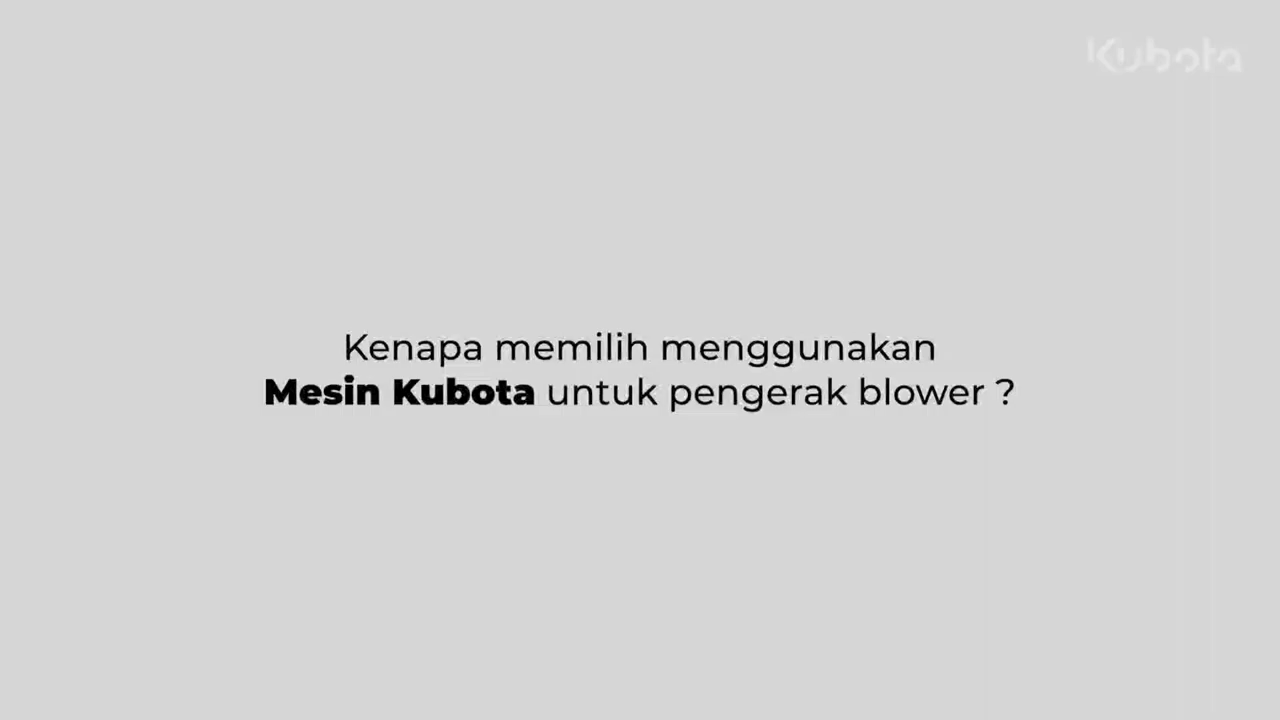 Kubota
Kenapa memilih menggunakan
Mesin Kubota untuk pengerak blower ?